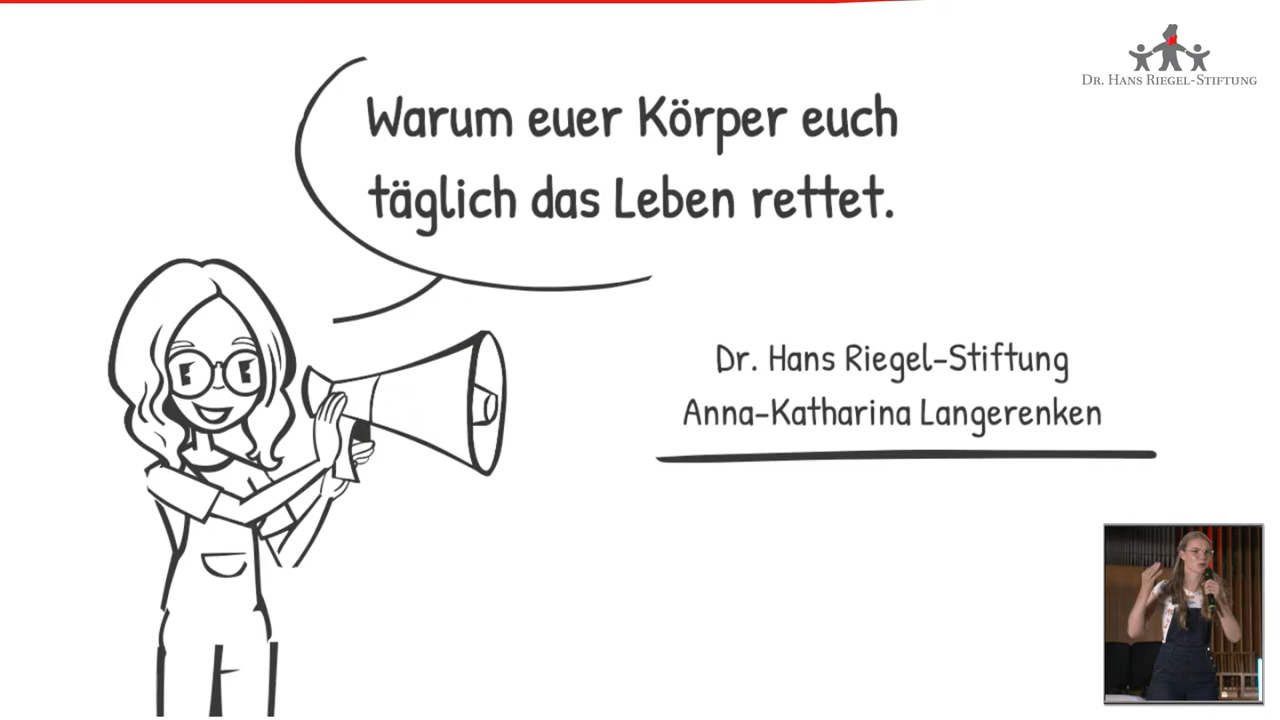 DR. HANS RIEGEL-STIFTUNG
Warum euer Körper euch
täglich das Leben rettet.
Dr. Hans Riegel-Stiftung
Anna-Katharina Langerenken